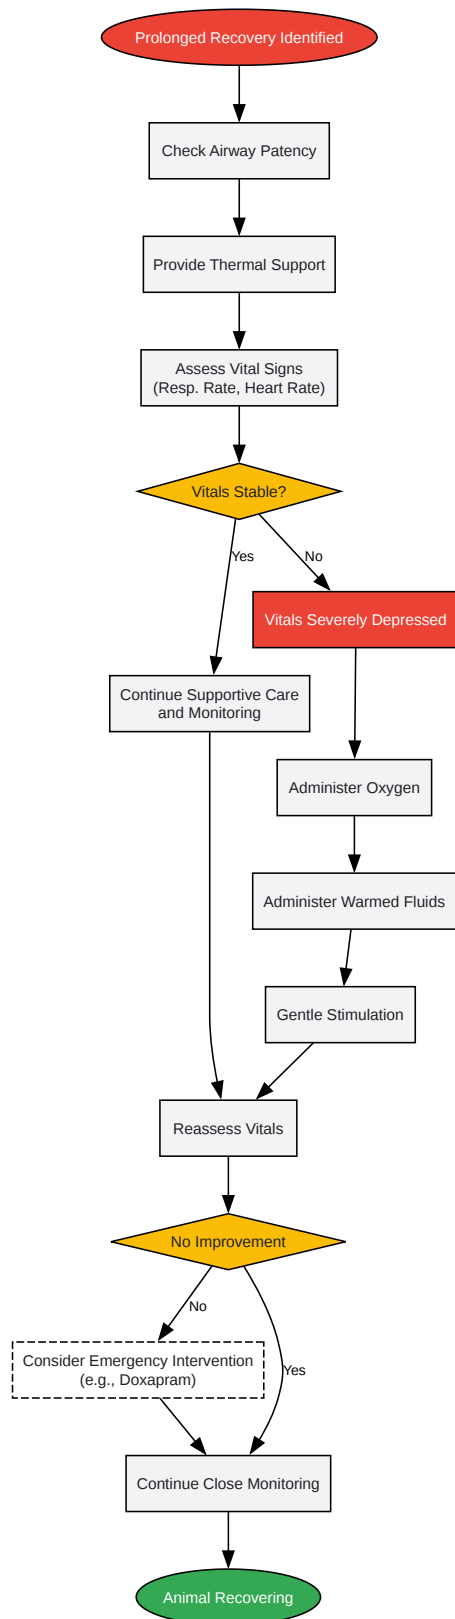 Prolonged Recovery Identified
Check Airway Patency
Provide Thermal Support
Assess Vital Signs
(Resp. Rate, Heart Rate)
Vitals Stable?
Yes
No
Vitals Severely Depressed
Continue Supportive Care
and Monitoring
Administer Oxygen
Administer Warmed Fluids
Gentle Stimulation
Reassess Vitals
No Improvement
No
Consider Emergency Intervention
(e.g., Doxapram)
Yes
Continue Close Monitoring
Animal Recovering